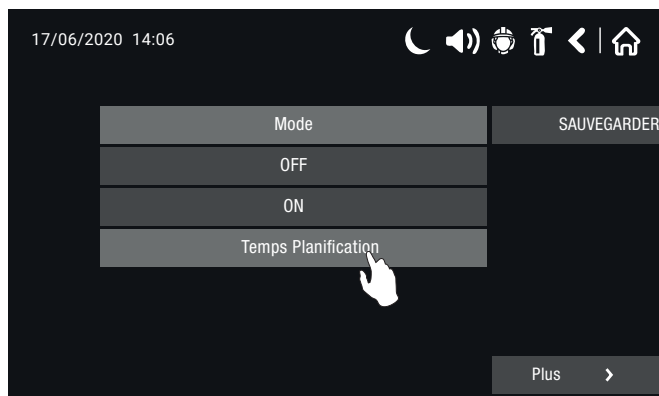 17/06/2020 14:06
Mode
SAUVEGARDER
OFF
ON
Temps Planification
Plus